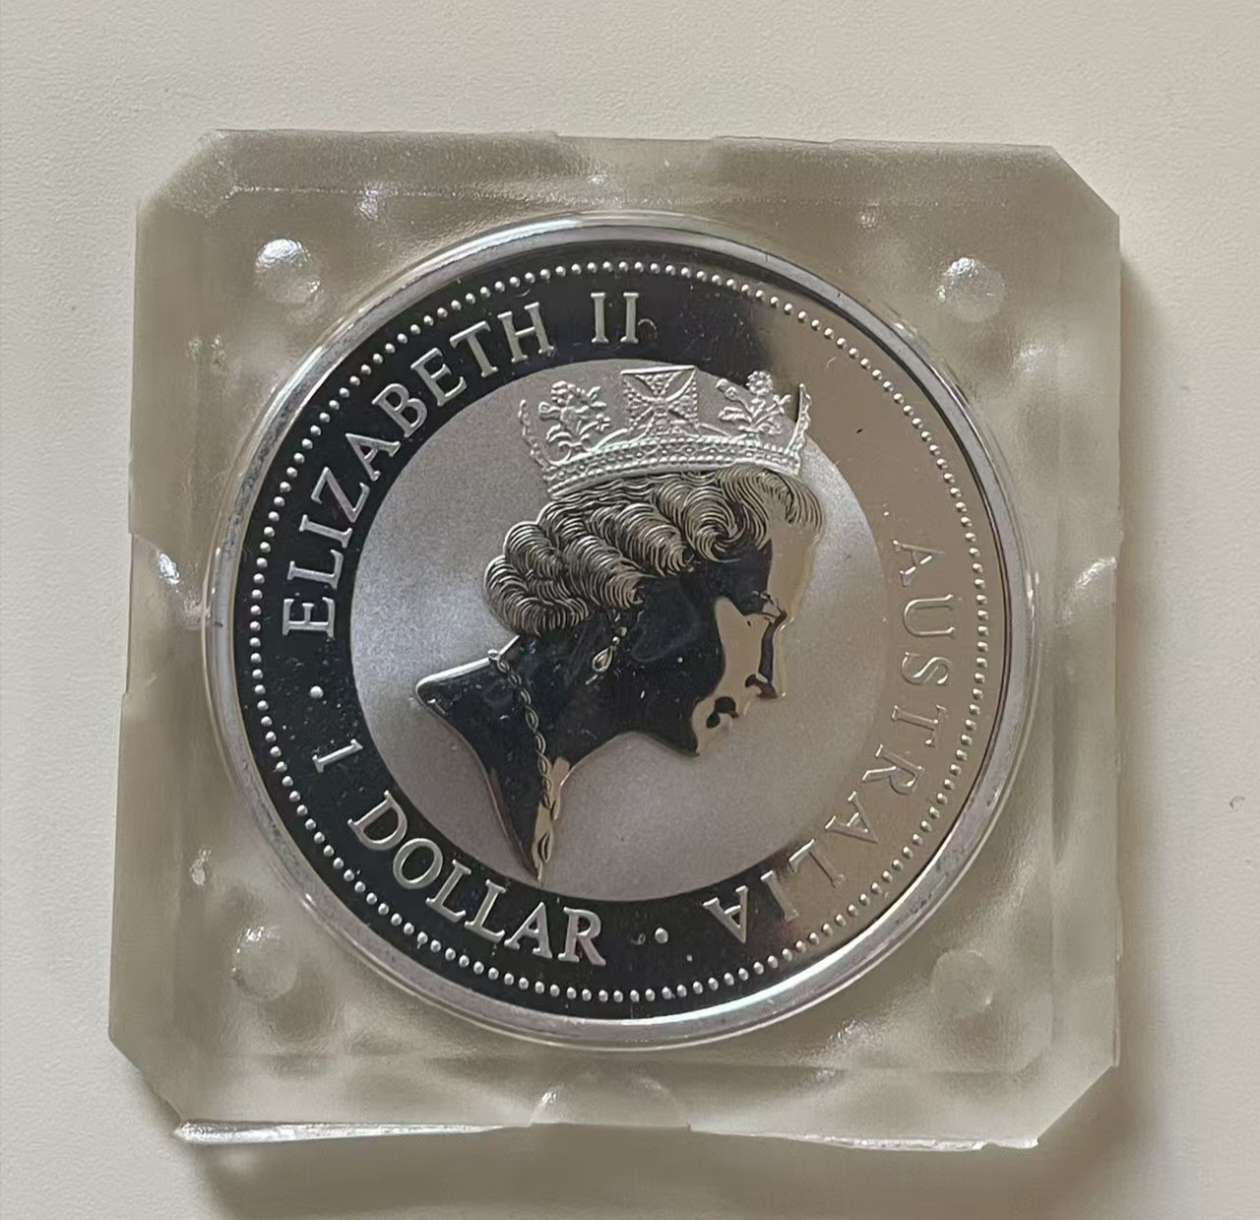 ELIZABETH II
AUSTRALIA
1 DOLLAR